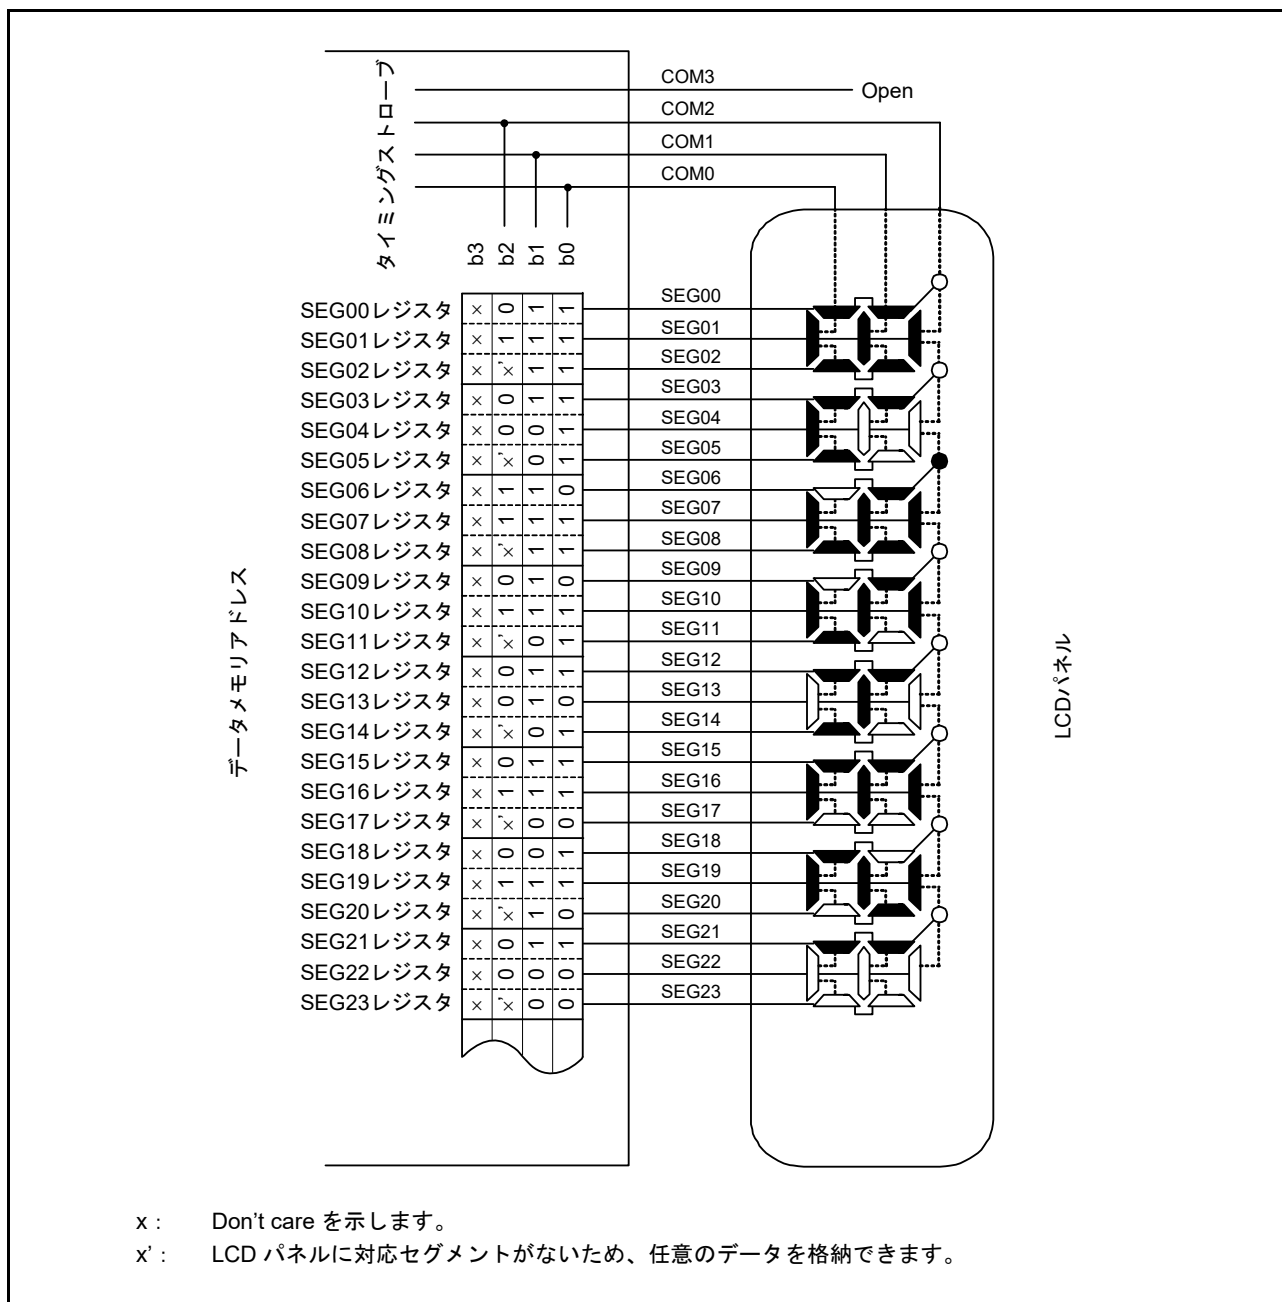 タイミングストローブ
COM3
Open
COM2
COM1
COM0
b3 b2 b1 b0
データメモリアドレス
SEG00レジスタ × 0 1 1 SEG00
SEG01レジスタ × 1 1 1 SEG01
SEG02レジスタ × ×' 1 1 SEG02
SEG03レジスタ × 0 1 1 SEG03
SEG04レジスタ × 0 0 1 SEG04
SEG05レジスタ × ×' 0 1 SEG05
SEG06レジスタ × 1 1 0 SEG06
SEG07レジスタ × 1 1 1 SEG07
SEG08レジスタ × ×' 1 1 SEG08
SEG09レジスタ × 0 1 0 SEG09
SEG10レジスタ × 1 1 1 SEG10
SEG11レジスタ × ×' 0 1 SEG11
SEG12レジスタ × 0 1 1 SEG12
SEG13レジスタ × 0 1 0 SEG13
SEG14レジスタ × ×' 0 1 SEG14
SEG15レジスタ × 0 1 1 SEG15
SEG16レジスタ × 1 1 1 SEG16
SEG17レジスタ × ×' 0 0 SEG17
SEG18レジスタ × 0 0 1 SEG18
SEG19レジスタ × 1 1 1 SEG19
SEG20レジスタ × ×' 1 0 SEG20
SEG21レジスタ × 0 1 1 SEG21
SEG22レジスタ × 0 0 0 SEG22
SEG23レジスタ × ×' 0 0 SEG23
LCDパネル
x： Don't care を示します。
x'： LCD パネルに対応セグメントがないため、任意のデータを格納できます。